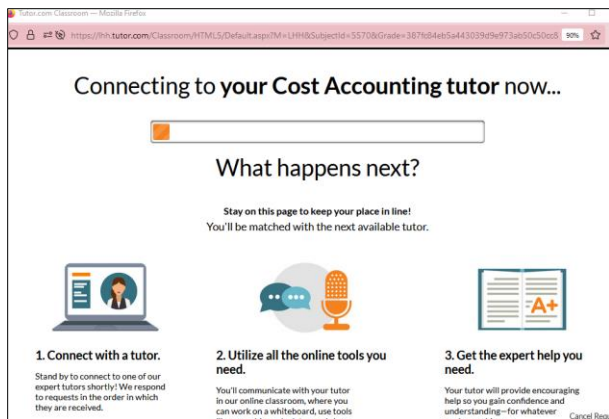 Tutor.com Classroom — Mozilla Firefox
https://lhh.tutor.com/Classroom/HTML5/Default.aspx?M=LHH&SubjectId=5570&Grade=
90%
Connecting to your Cost Accounting tutor now...
What happens next?
Stay on this page to keep your place in line!
You'll be matched with the next available tutor.
A+
1. Connect with a tutor.
Stand by to connect to one of our
expert tutors shortly! We respond
to requests in the order in which
they are received.
2. Utilize all the online tools you
need.
You'll communicate with your tutor
in our online classroom, where you
can work on a whiteboard, use tools
3. Get the expert help you
need.
Your tutor will provide encouraging
help so you gain confidence and
understanding—for whatever
Cancel Requ